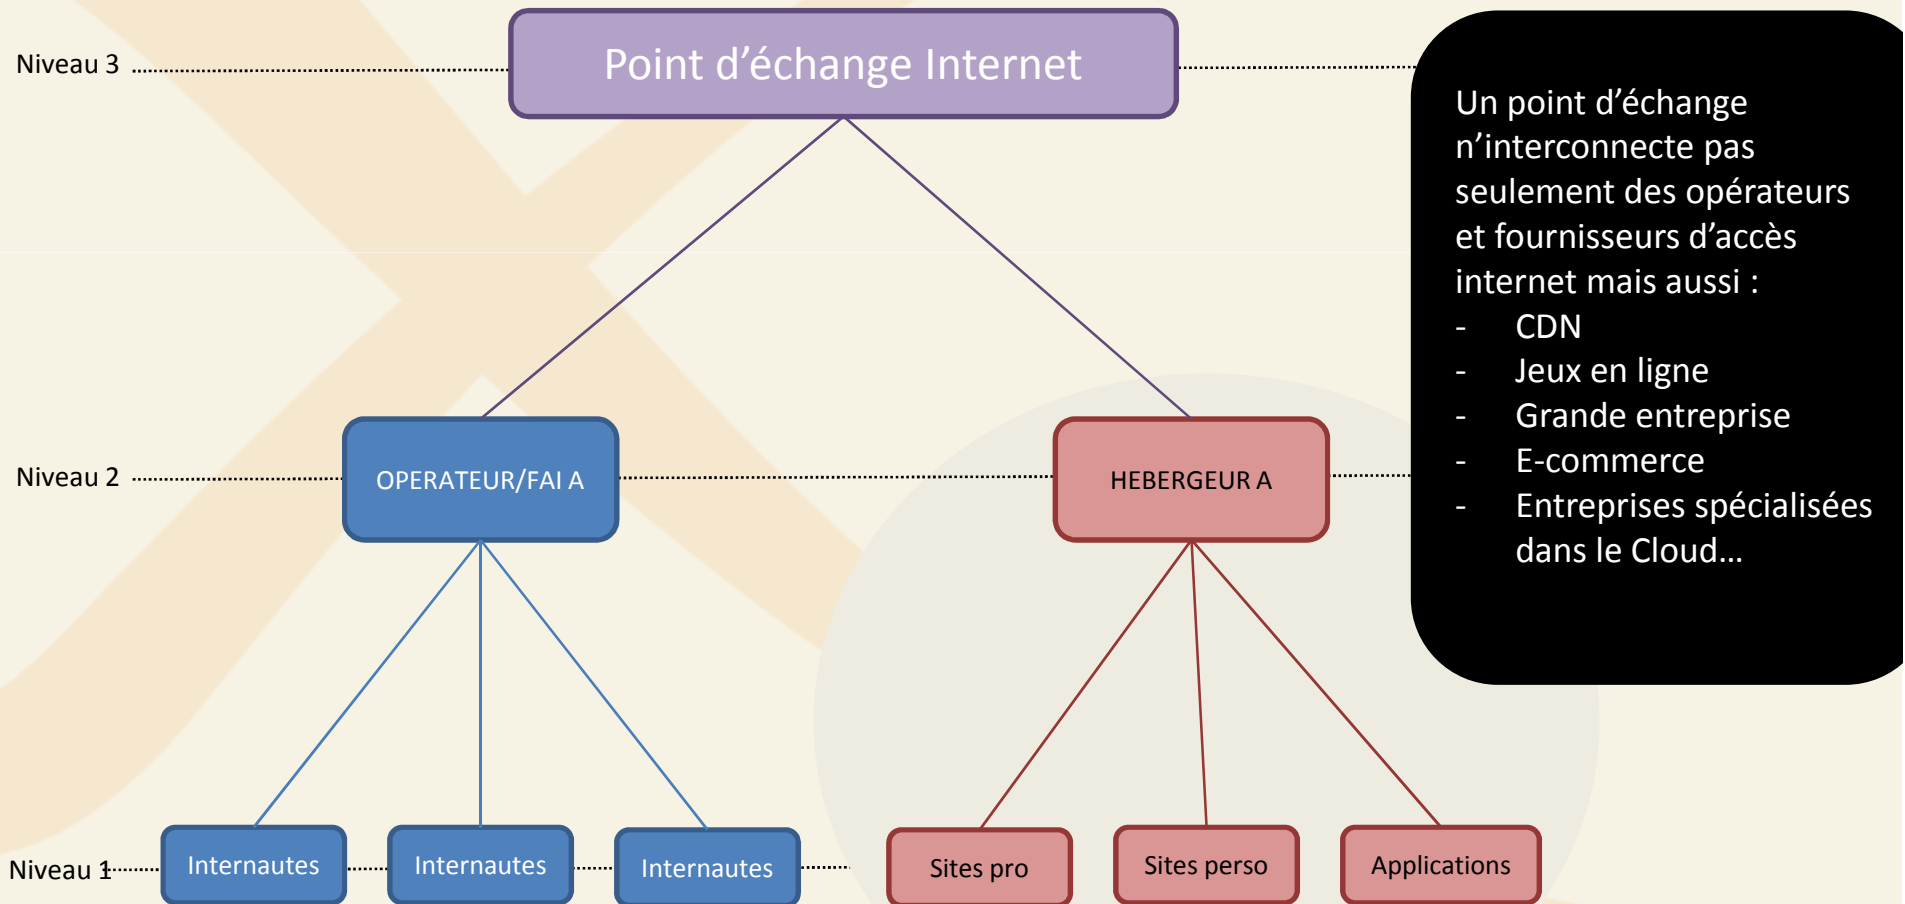 Niveau 3
Point d’échange Internet
Un point d’échange
n’interconnecte pas
seulement des opérateurs
et fournisseurs d’accès
internet mais aussi :
- CDN
- Jeux en ligne
- Grande entreprise
- E-commerce
- Entreprises spécialisées
dans le Cloud…
Niveau 2
OPERATEUR/FAI A
HEBERGEUR A
Niveau 1
Internautes
Internautes
Internautes
Sites pro
Sites perso
Applications